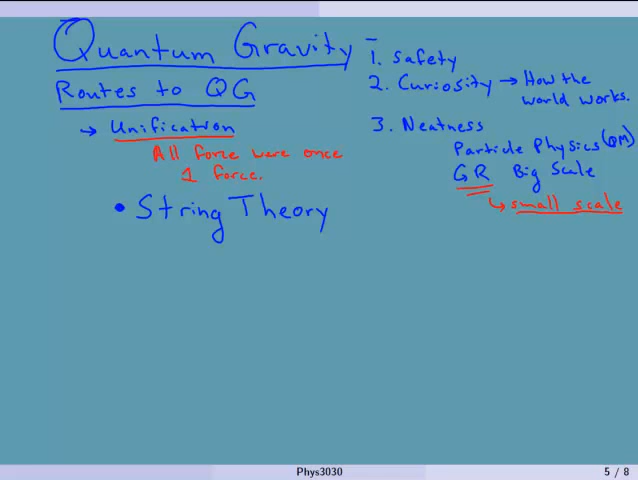 Quantum Gravity
Routes to QG
→ Unification
All force were once
1 force.
• String Theory
1. Safety
2. Curiosity → How the
world works.
3. Neatness
Particle Physics (QM)
GR Big Scale
↳ small scale
Phys3030
5 / 8